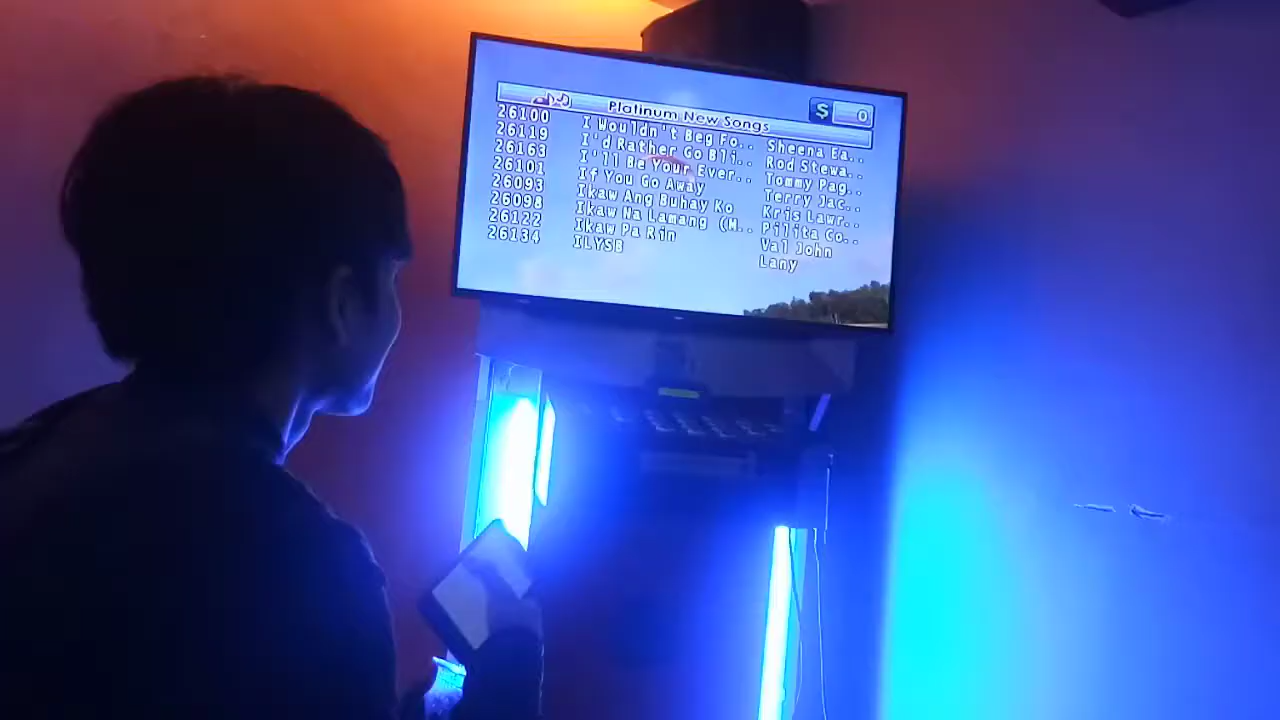 Platinum New Songs $ 0
26100 I Wouldn't Beg Fo.. Sheena Ea..
26119 I'd Rather Go Bli.. Rod Stewa..
26163 I'll Be Your Ever.. Tommy Pag..
26101 If You Go Away Terry Jac..
26093 Ikaw Ang Buhay Ko Kris Lawr..
26098 Ikaw Na Lamang (M.. Pilita Co..
26122 Ikaw Pa Rin Val John
26134 ILYSB Lany